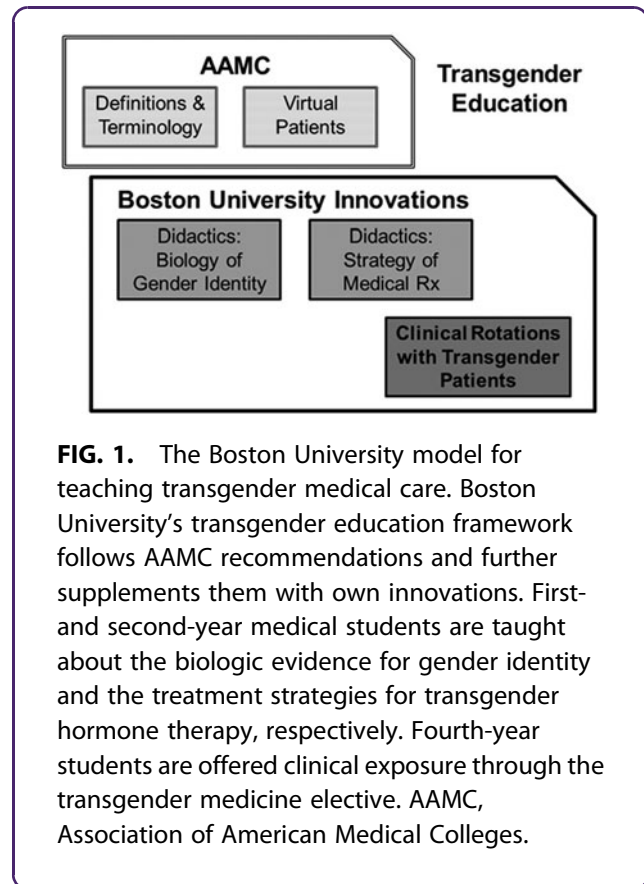 AAMC
Definitions &
Terminology
Virtual
Patients
Transgender
Education
Boston University Innovations
Didactics:
Biology of
Gender Identity
Didactics:
Strategy of
Medical Rx
Clinical Rotations
with Transgender
Patients
FIG. 1. The Boston University model for
teaching transgender medical care. Boston
University's transgender education framework
follows AAMC recommendations and further
supplements them with own innovations. First-
and second-year medical students are taught
about the biologic evidence for gender identity
and the treatment strategies for transgender
hormone therapy, respectively. Fourth-year
students are offered clinical exposure through the
transgender medicine elective. AAMC,
Association of American Medical Colleges.